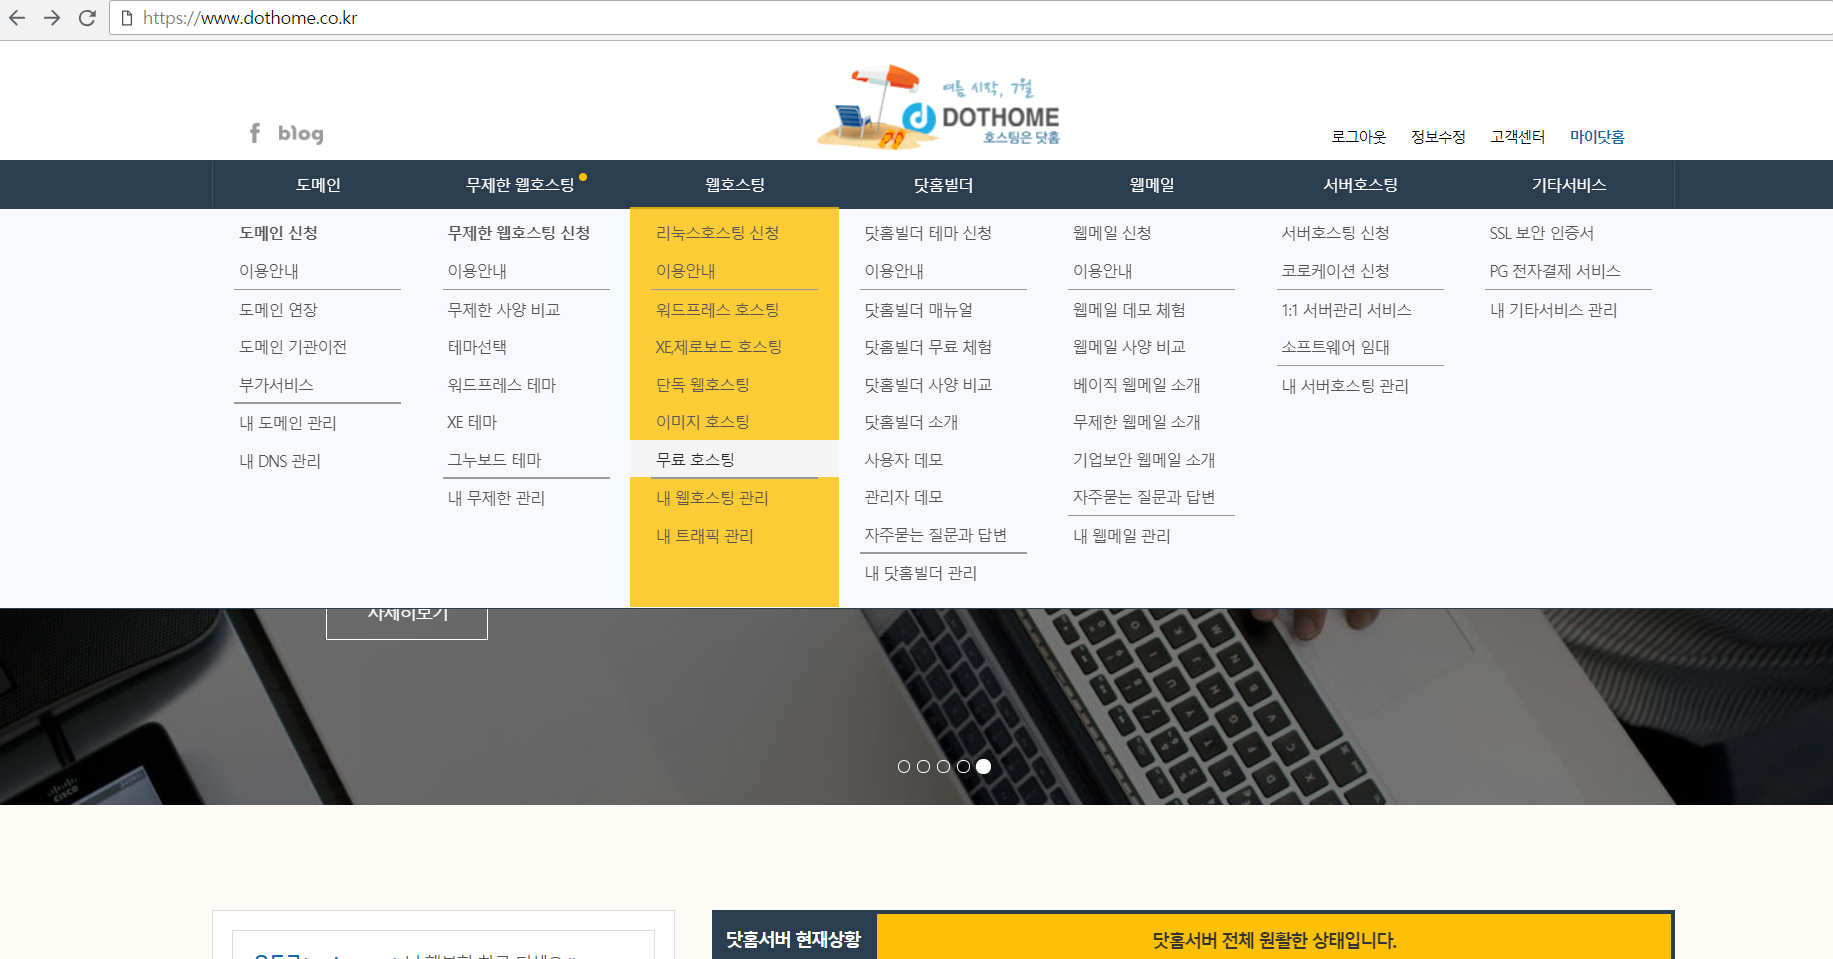 https://www.dothome.co.kr
여름 시작, 7월
DOTHOME
호스팅은 닷홈
f blog
로그아웃 정보수정 고객센터 마이닷홈
도메인 무제한 웹호스팅 웹호스팅 닷홈빌더 웹메일 서버호스팅 기타서비스
도메인 신청
이용안내
도메인 연장
도메인 기관이전
부가서비스
내 도메인 관리
내 DNS 관리
무제한 웹호스팅 신청
이용안내
무제한 사양 비교
테마선택
워드프레스 테마
XE 테마
그누보드 테마
내 무제한 관리
리눅스호스팅 신청
이용안내
워드프레스 호스팅
XE,제로보드 호스팅
단독 웹호스팅
이미지 호스팅
무료 호스팅
내 웹호스팅 관리
내 트래픽 관리
닷홈빌더 테마 신청
이용안내
닷홈빌더 매뉴얼
닷홈빌더 무료 체험
닷홈빌더 사양 비교
닷홈빌더 소개
사용자 데모
관리자 데모
자주묻는 질문과 답변
내 닷홈빌더 관리
웹메일 신청
이용안내
웹메일 데모 체험
웹메일 사양 비교
베이직 웹메일 소개
무제한 웹메일 소개
기업보안 웹메일 소개
자주묻는 질문과 답변
내 웹메일 관리
서버호스팅 신청
코로케이션 신청
1:1 서버관리 서비스
소프트웨어 임대
내 서버호스팅 관리
SSL 보안 인증서
PG 전자결제 서비스
내 기타서비스 관리
자세히보기
CISCO
닷홈서버 현재상황
닷홈서버 전체 원활한 상태입니다.